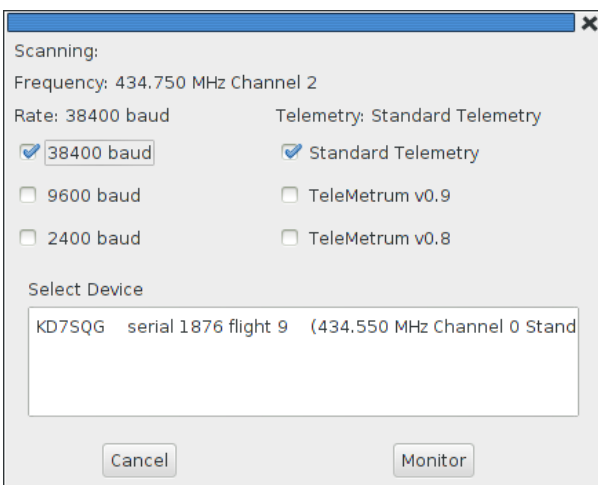 Scanning:
Frequency: 434.750 MHz Channel 2
Rate: 38400 baud Telemetry: Standard Telemetry
38400 baud Standard Telemetry
9600 baud TeleMetrum v0.9
2400 baud TeleMetrum v0.8
Select Device
KD7SQG serial 1876 flight 9 (434.550 MHz Channel 0 Stand
Cancel Monitor